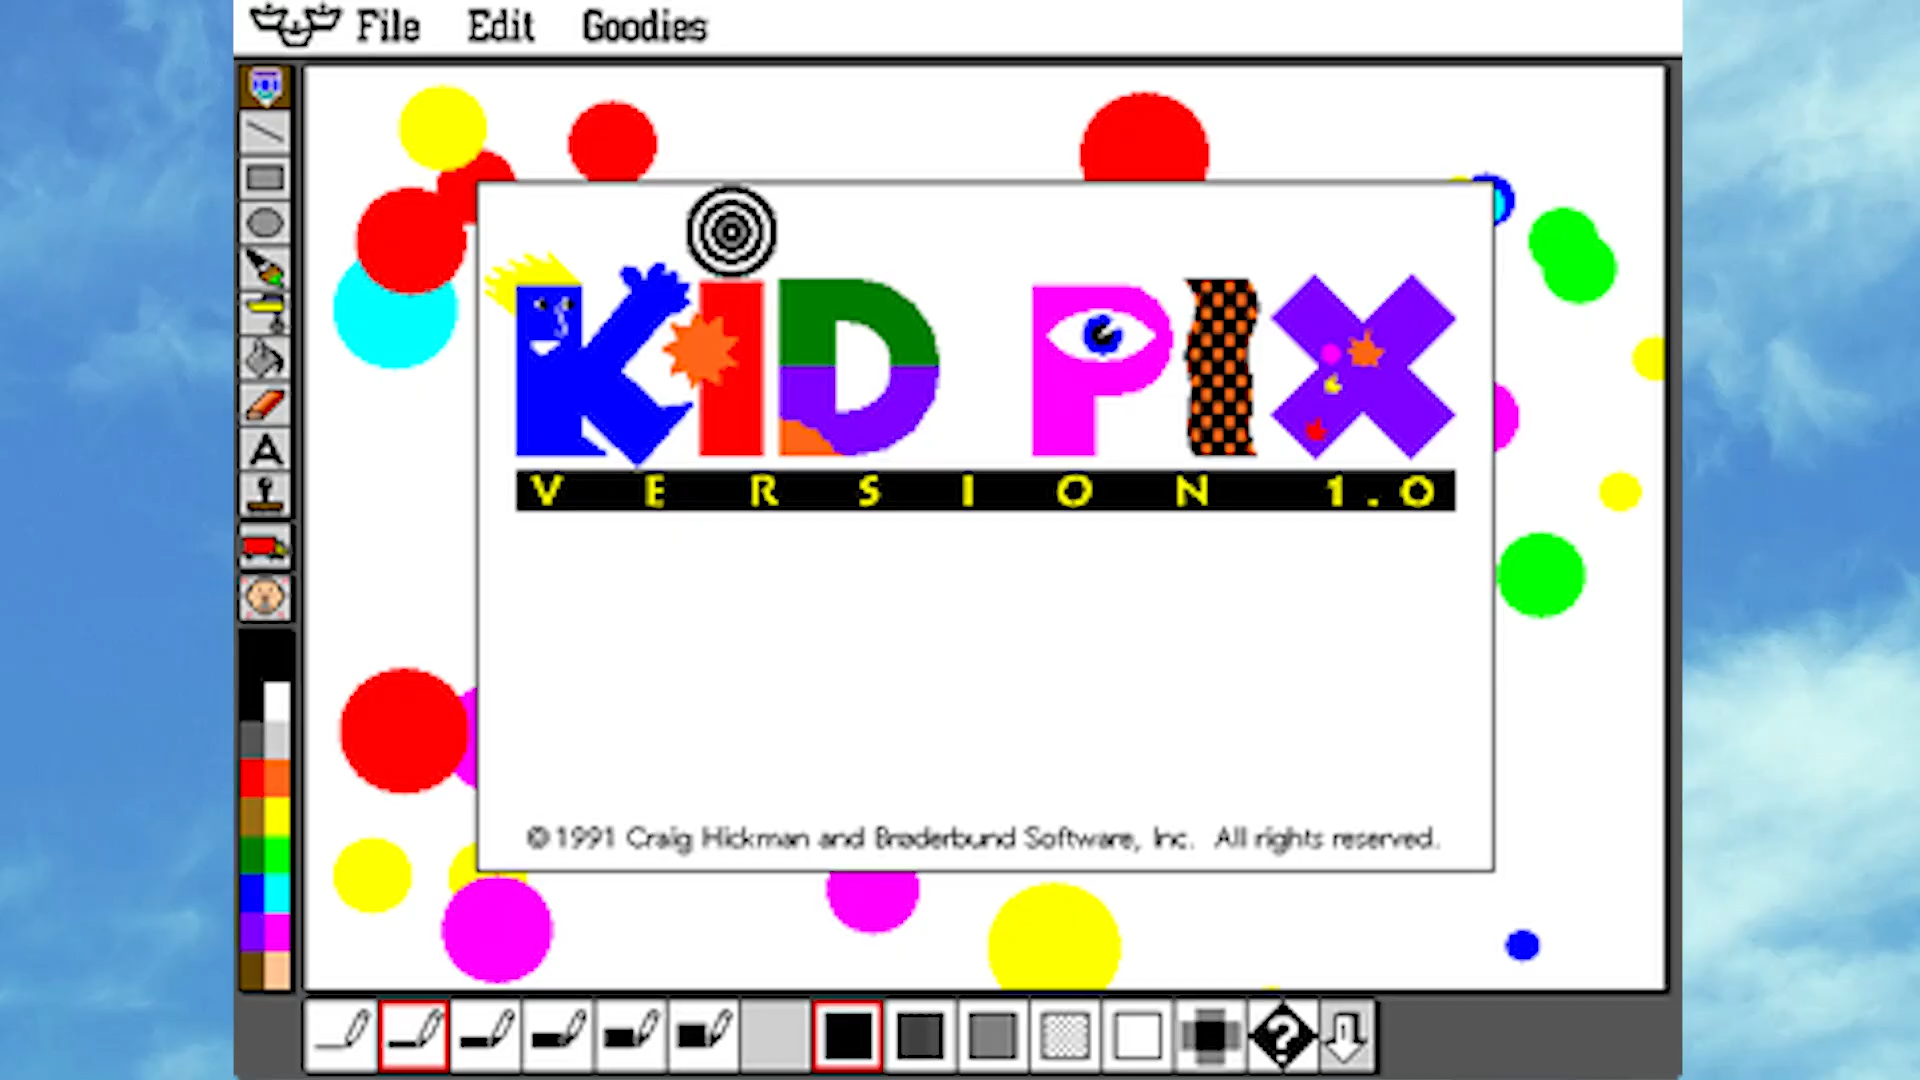 File Edit Goodies
A
KID PIX
VERSION 1.0
?
©1991 Craig Hickman and Brøderbund Software, Inc. All rights reserved.